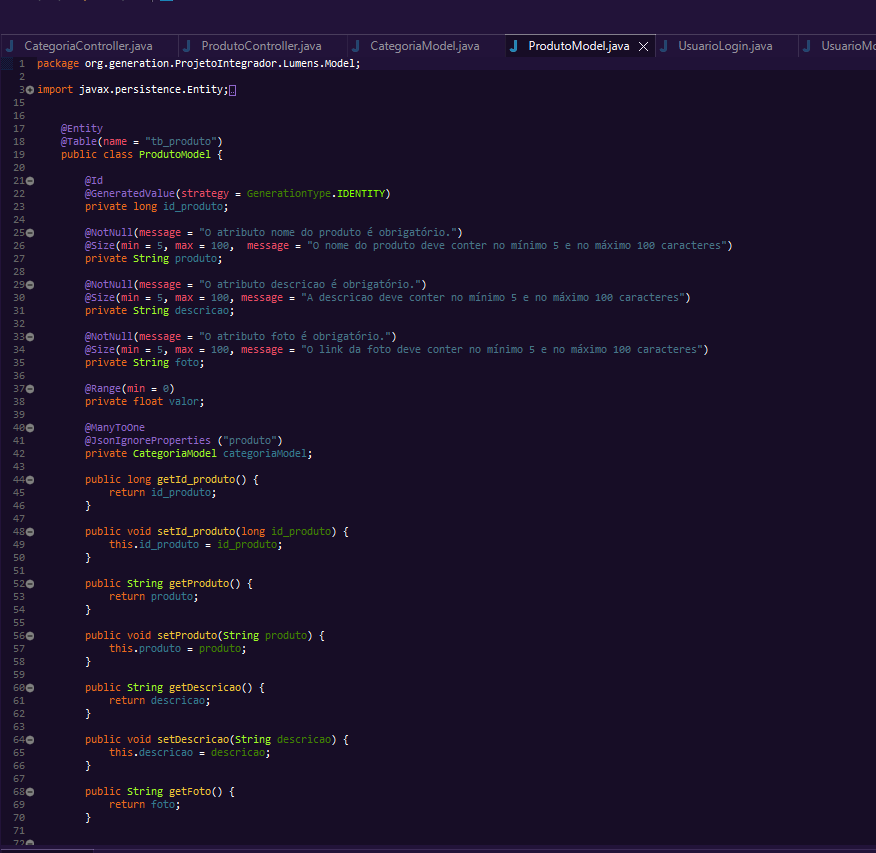 CategoriaController.java ProdutoController.java CategoriaModel.java ProdutoModel.java UsuarioLogin.java UsuarioMo
1 package org.generation.ProjetoIntegrador.Lumens.Model;
2
3 import javax.persistence.Entity;
15
16
17 @Entity
18 @Table(name = "tb_produto")
19 public class ProdutoModel {
20
21 @Id
22 @GeneratedValue(strategy = GenerationType.IDENTITY)
23 private long id_produto;
24
25 @NotNull(message = "O atributo nome do produto é obrigatório.")
26 @Size(min = 5, max = 100,  message = "O nome do produto deve conter no mínimo 5 e no máximo 100 caracteres")
27 private String produto;
28
29 @NotNull(message = "O atributo descricao é obrigatório.")
30 @Size(min = 5, max = 100, message = "A descricao deve conter no mínimo 5 e no máximo 100 caracteres")
31 private String descricao;
32
33 @NotNull(message = "O atributo foto é obrigatório.")
34 @Size(min = 5, max = 100, message = "O link da foto deve conter no mínimo 5 e no máximo 100 caracteres")
35 private String foto;
36
37 @Range(min = 0)
38 private float valor;
39
40 @ManyToOne
41 @JsonIgnoreProperties ("produto")
42 private CategoriaModel categoriaModel;
43
44 public long getId_produto() {
45 return id_produto;
46 }
47
48 public void setId_produto(long id_produto) {
49 this.id_produto = id_produto;
50 }
51
52 public String getProduto() {
53 return produto;
54 }
55
56 public void setProduto(String produto) {
57 this.produto = produto;
58 }
59
60 public String getDescricao() {
61 return descricao;
62 }
63
64 public void setDescricao(String descricao) {
65 this.descricao = descricao;
66 }
67
68 public String getFoto() {
69 return foto;
70 }
71
72